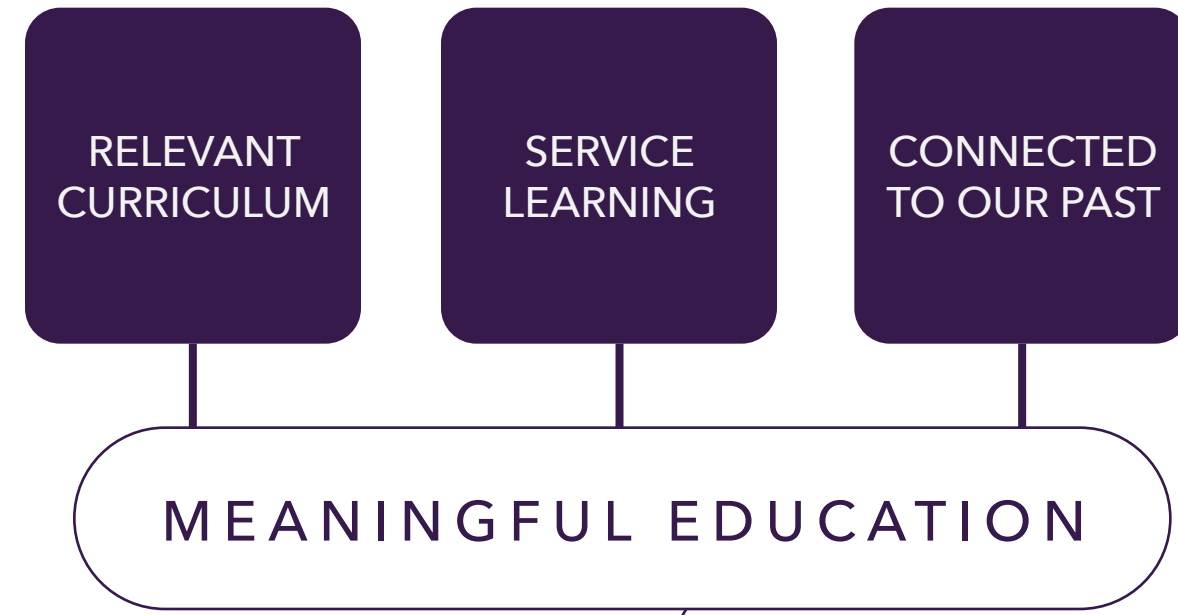 RELEVANT
CURRICULUM
SERVICE
LEARNING
CONNECTED
TO OUR PAST
MEANINGFUL EDUCATION